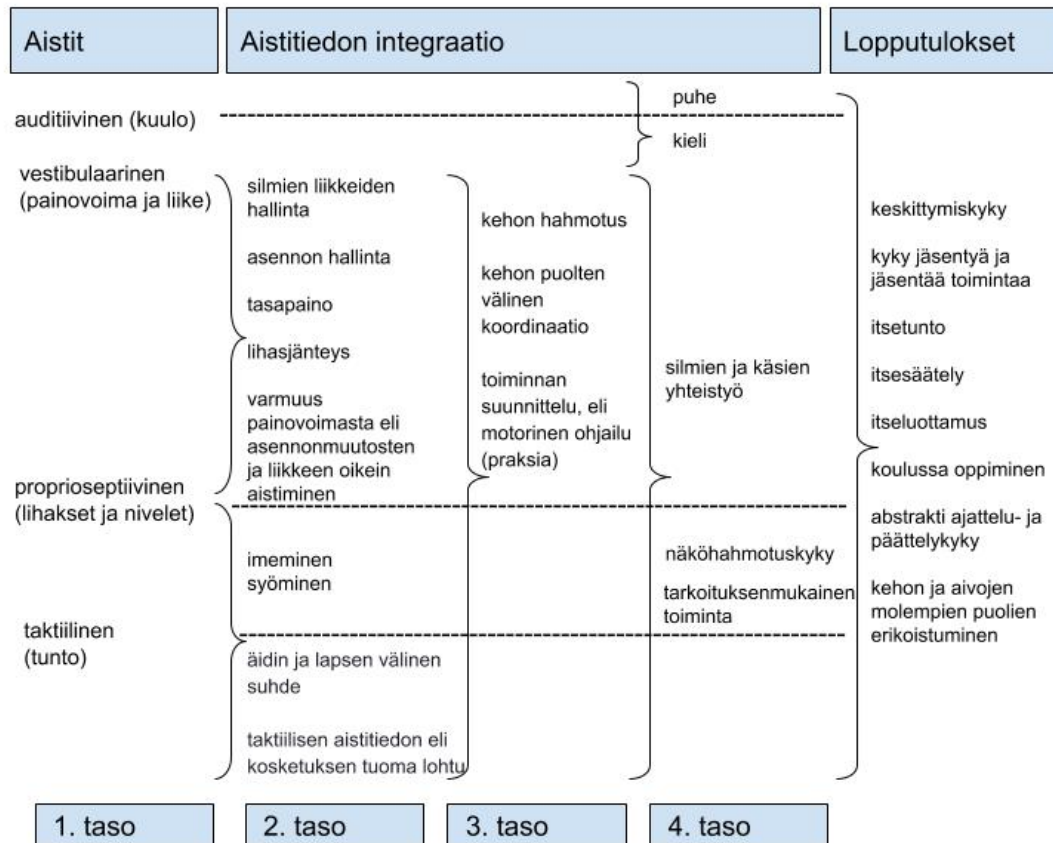 Aistit
Aistitiedon integraatio
Lopputulokset
auditiivinen (kuulo)
vestibulaarinen
(painovoima ja liike)
proprioseptiivinen
(lihakset ja nivelet)
taktiilinen
(tunto)
silmien liikkeiden
hallinta
asennon hallinta
tasapaino
lihasjänteys
varmuus
painovoimasta eli
asennonmuutosten
ja liikkeen oikein
aistiminen
imeminen
syöminen
äidin ja lapsen välinen
suhde
taktiilisen aistitiedon eli
kosketuksen tuoma lohtu
kehon hahmotus
kehon puolten
välinen
koordinaatio
toiminnan
suunnittelu, eli
motorinen ohjailu
(praksia)
puhe
kieli
silmien ja käsien
yhteistyö
näköhahmotuskyky
tarkoituksenmukainen
toiminta
keskittymiskyky
kyky jäsentyä ja
jäsentää toimintaa
itsetunto
itsesäätely
itseluottamus
koulussa oppiminen
abstrakti ajattelu- ja
päättelykyky
kehon ja aivojen
molempien puolien
erikoistuminen
1. taso
2. taso
3. taso
4. taso